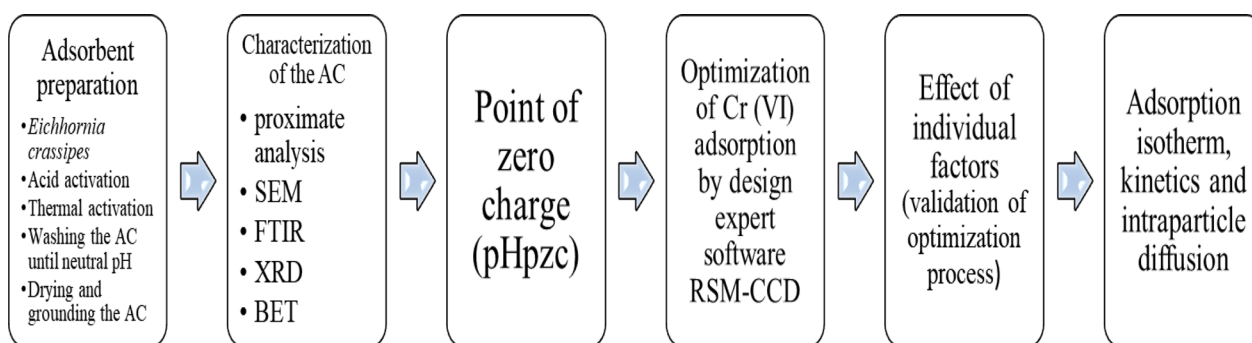 Adsorbent
preparation
•Eichhornia
crassipes
•Acid activation
•Thermal activation
•Washing the AC
until neutral pH
•Drying and
grounding the AC
Characterization
of the AC
• proximate
analysis
• SEM
• FTIR
• XRD
• BET
Point of
zero
charge
(pHpzc)
Optimization
of Cr (VI)
adsorption
by design
expert
software
RSM-CCD
Effect of
individual
factors
(validation of
optimization
process)
Adsorption
isotherm,
kinetics and
intraparticle
diffusion